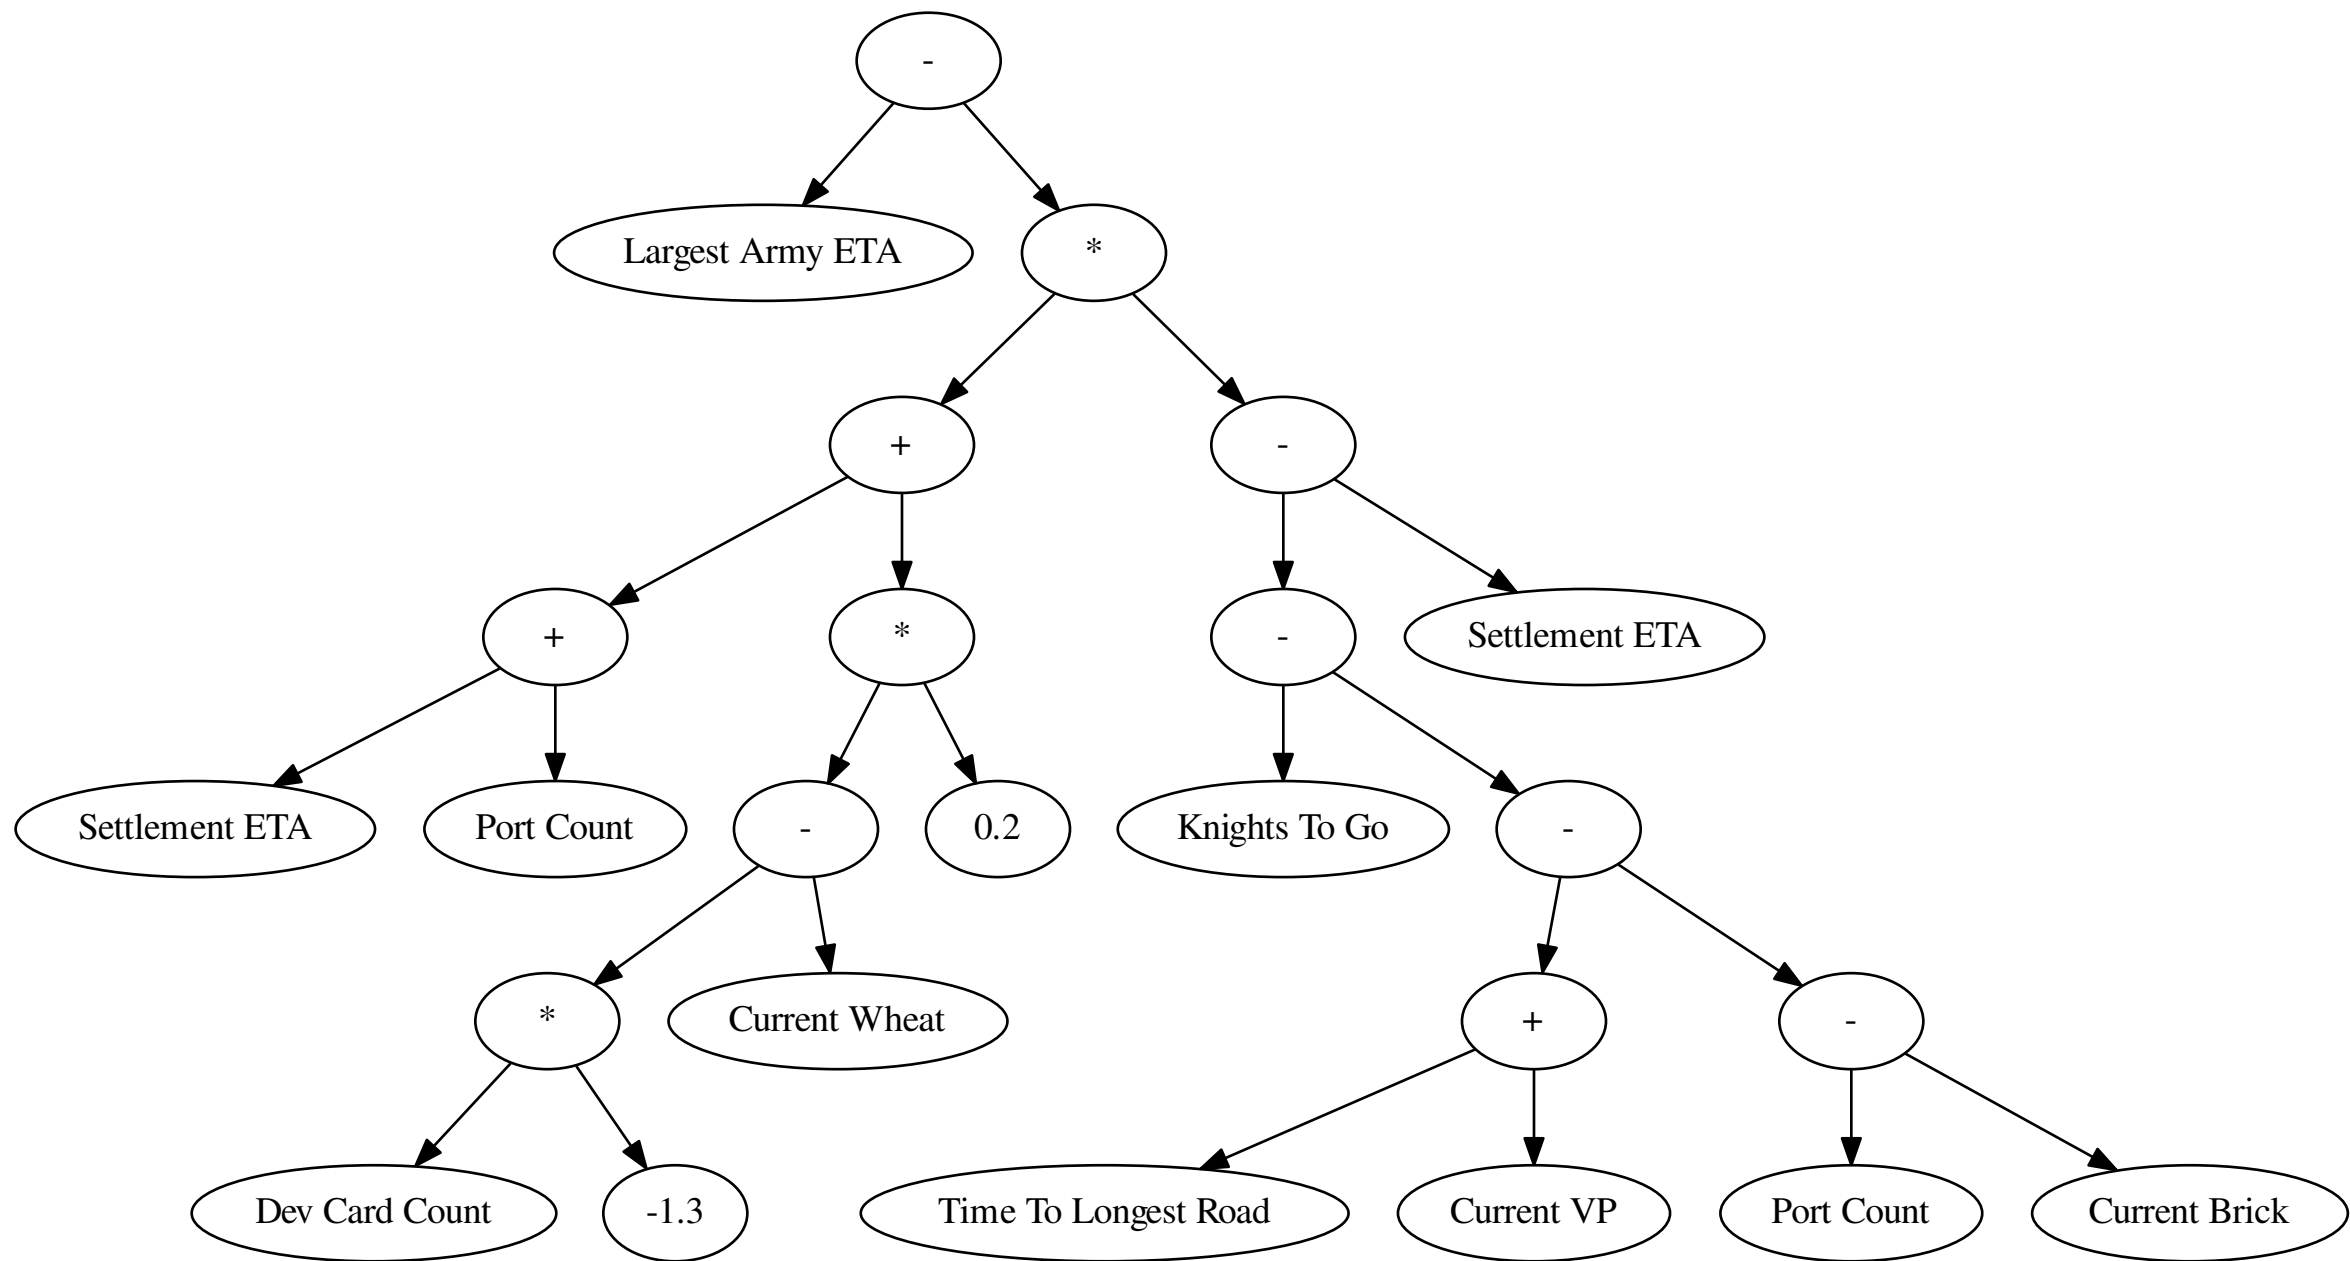 -
Largest Army ETA
*
+
-
+
*
-
Settlement ETA
Settlement ETA
Port Count
-
0.2
Knights To Go
-
*
Current Wheat
+
-
Dev Card Count
-1.3
Time To Longest Road
Current VP
Port Count
Current Brick